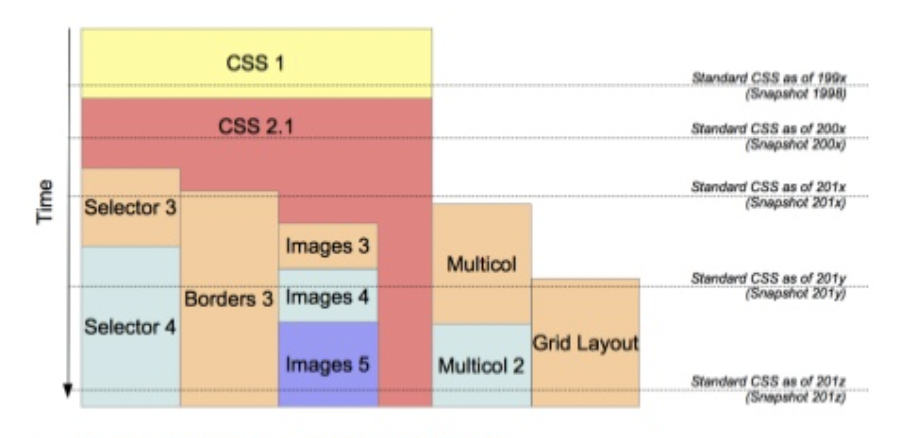 CSS 1
Standard CSS as of 199x
(Snapshot 1998)
CSS 2.1
Standard CSS as of 200x
(Snapshot 200x)
Time
Standard CSS as of 201x
(Snapshot 201x)
Selector 3
Images 3
Multicol
Standard CSS as of 201y
(Snapshot 201y)
Borders 3
Images 4
Selector 4
Grid Layout
Images 5
Multicol 2
Standard CSS as of 201z
(Snapshot 201z)